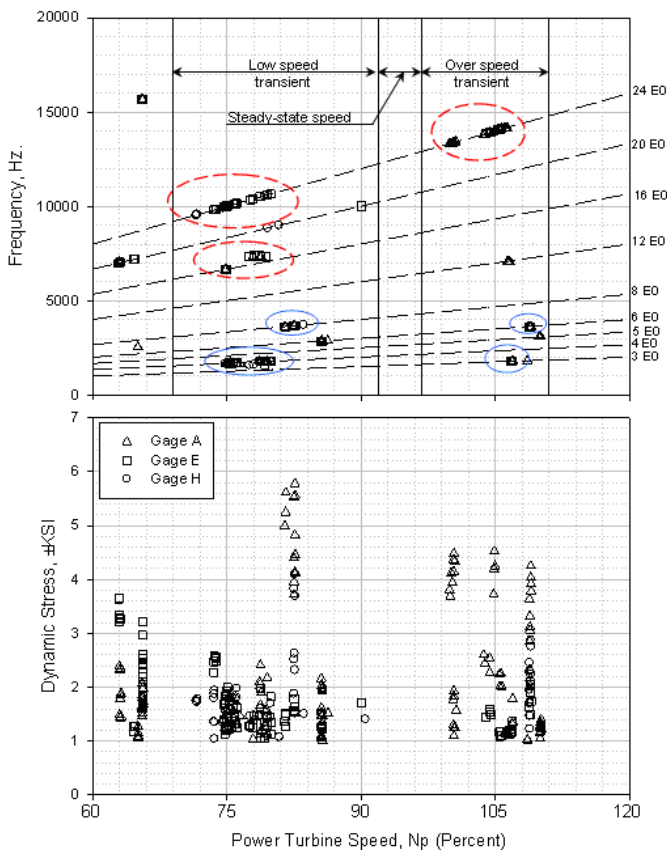 20000
15000
10000
5000
0
Frequency, Hz.
Low speed
transient
Over speed
transient
Steady-state speed
24 EO
20 EO
16 EO
12 EO
8 EO
6 EO
5 EO
4 EO
3 EO
7
6
5
4
3
2
1
0
Dynamic Stress, ±KSI
Gage A
Gage E
Gage H
60
75
90
105
120
Power Turbine Speed, Np (Percent)